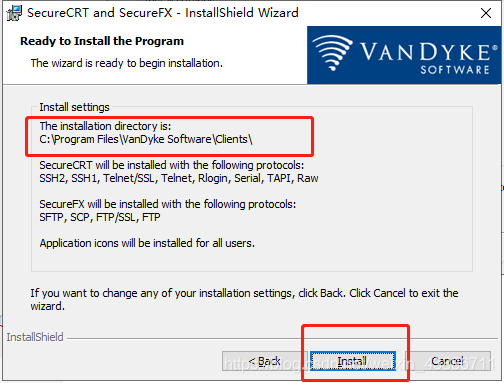 SecureCRT and SecureFX - InstallShield Wizard
Ready to Install the Program
The wizard is ready to begin installation.
VANDYKE®
SOFTWARE
Install settings
The installation directory is:
C:\Program Files\VanDyke Software\Clients\
SecureCRT will be installed with the following protocols:
SSH2, SSH1, Telnet/SSL, Telnet, Rlogin, Serial, TAPI, Raw
SecureFX will be installed with the following protocols:
SFTP, SCP, FTP/SSL, FTP
Application icons will be installed for all users.
If you want to change any of your installation settings, click Back. Click Cancel to exit the
wizard.
InstallShield
< Back
Install
Cancel